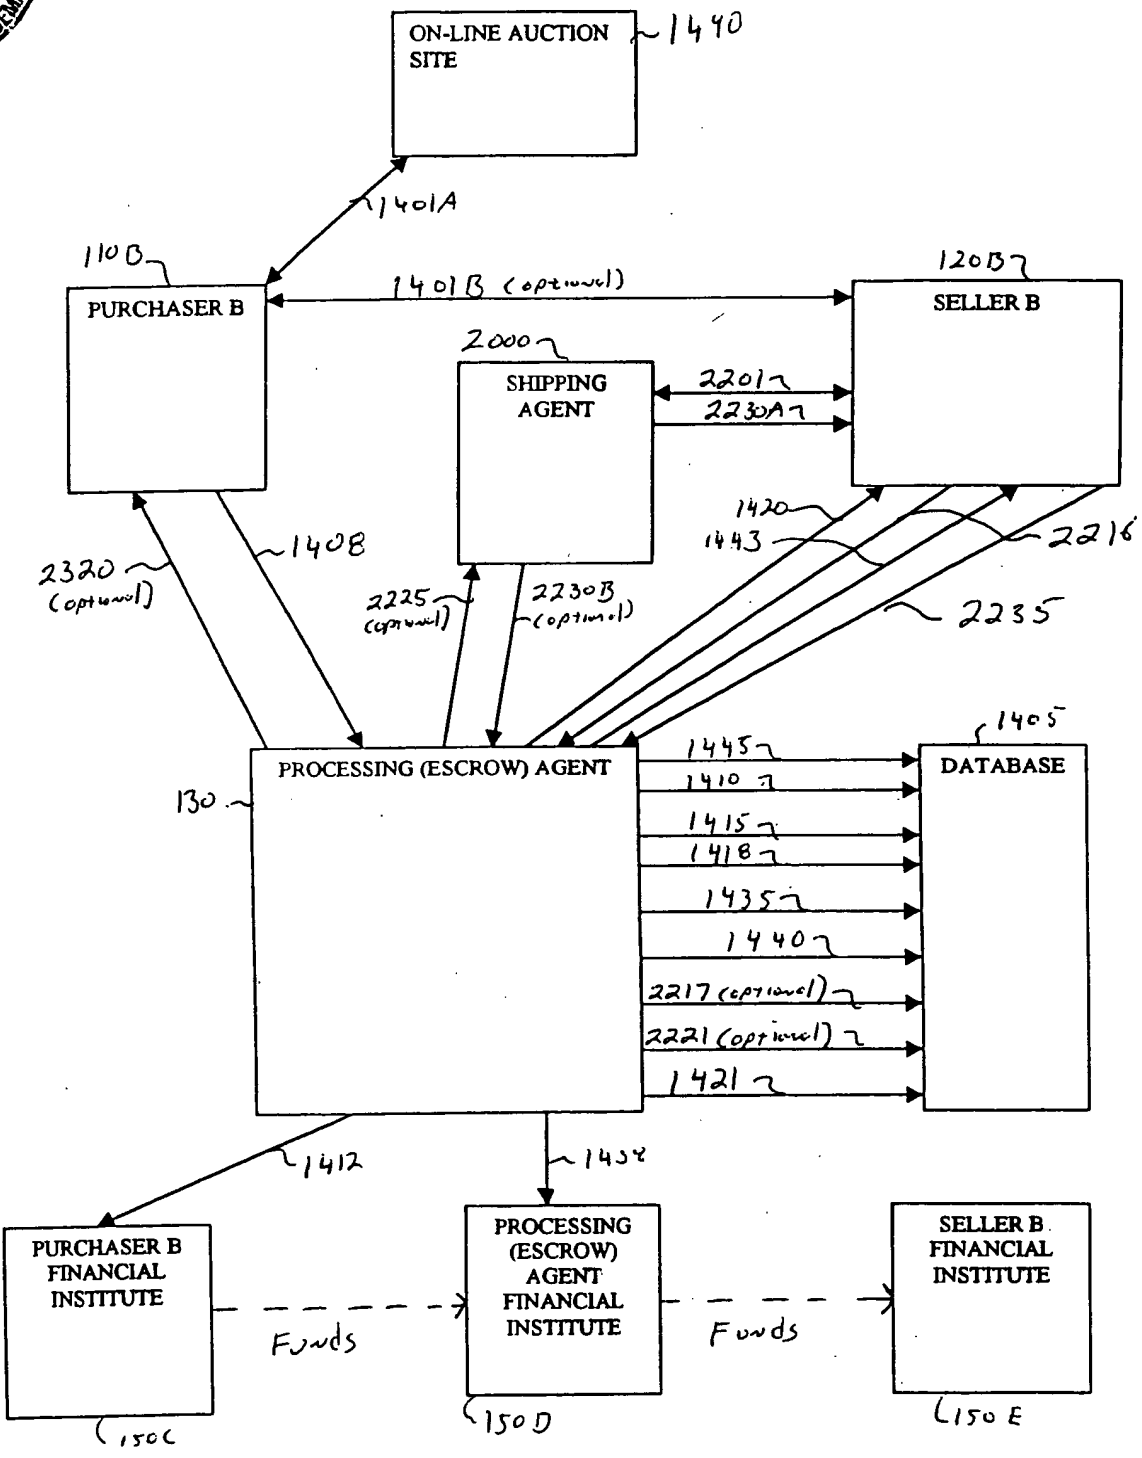 ON-LINE AUCTION
SITE
1490
1401A
110B
PURCHASER B
1401B (optional)
120B
SELLER B
2000
SHIPPING
AGENT
2201
2230A
1420
1443
2216
2235
2320
(optional)
1408
2225
(optional)
2230B
(optional)
130
PROCESSING (ESCROW) AGENT
1445
1410
1415
1418
1435
1440
2217 (optional)
2221 (optional)
1421
1405
DATABASE
1412
PURCHASER B
FINANCIAL
INSTITUTE
Funds
PROCESSING
(ESCROW)
AGENT
FINANCIAL
INSTITUTE
Funds
SELLER B
FINANCIAL
INSTITUTE
150C
150D
150E